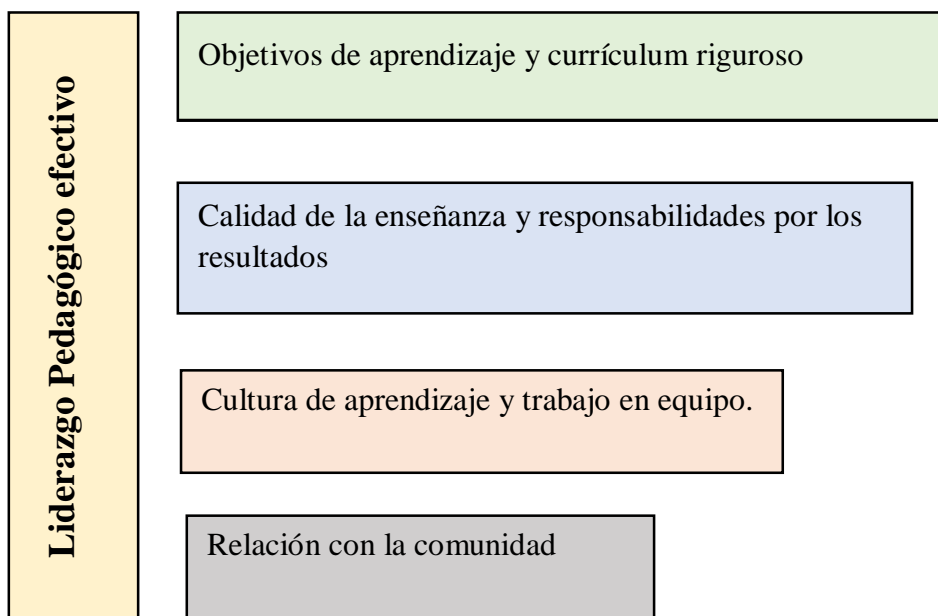 Liderazgo Pedagógico efectivo
Objetivos de aprendizaje y currículum riguroso
Calidad de la enseñanza y responsabilidades por los
resultados
Cultura de aprendizaje y trabajo en equipo.
Relación con la comunidad